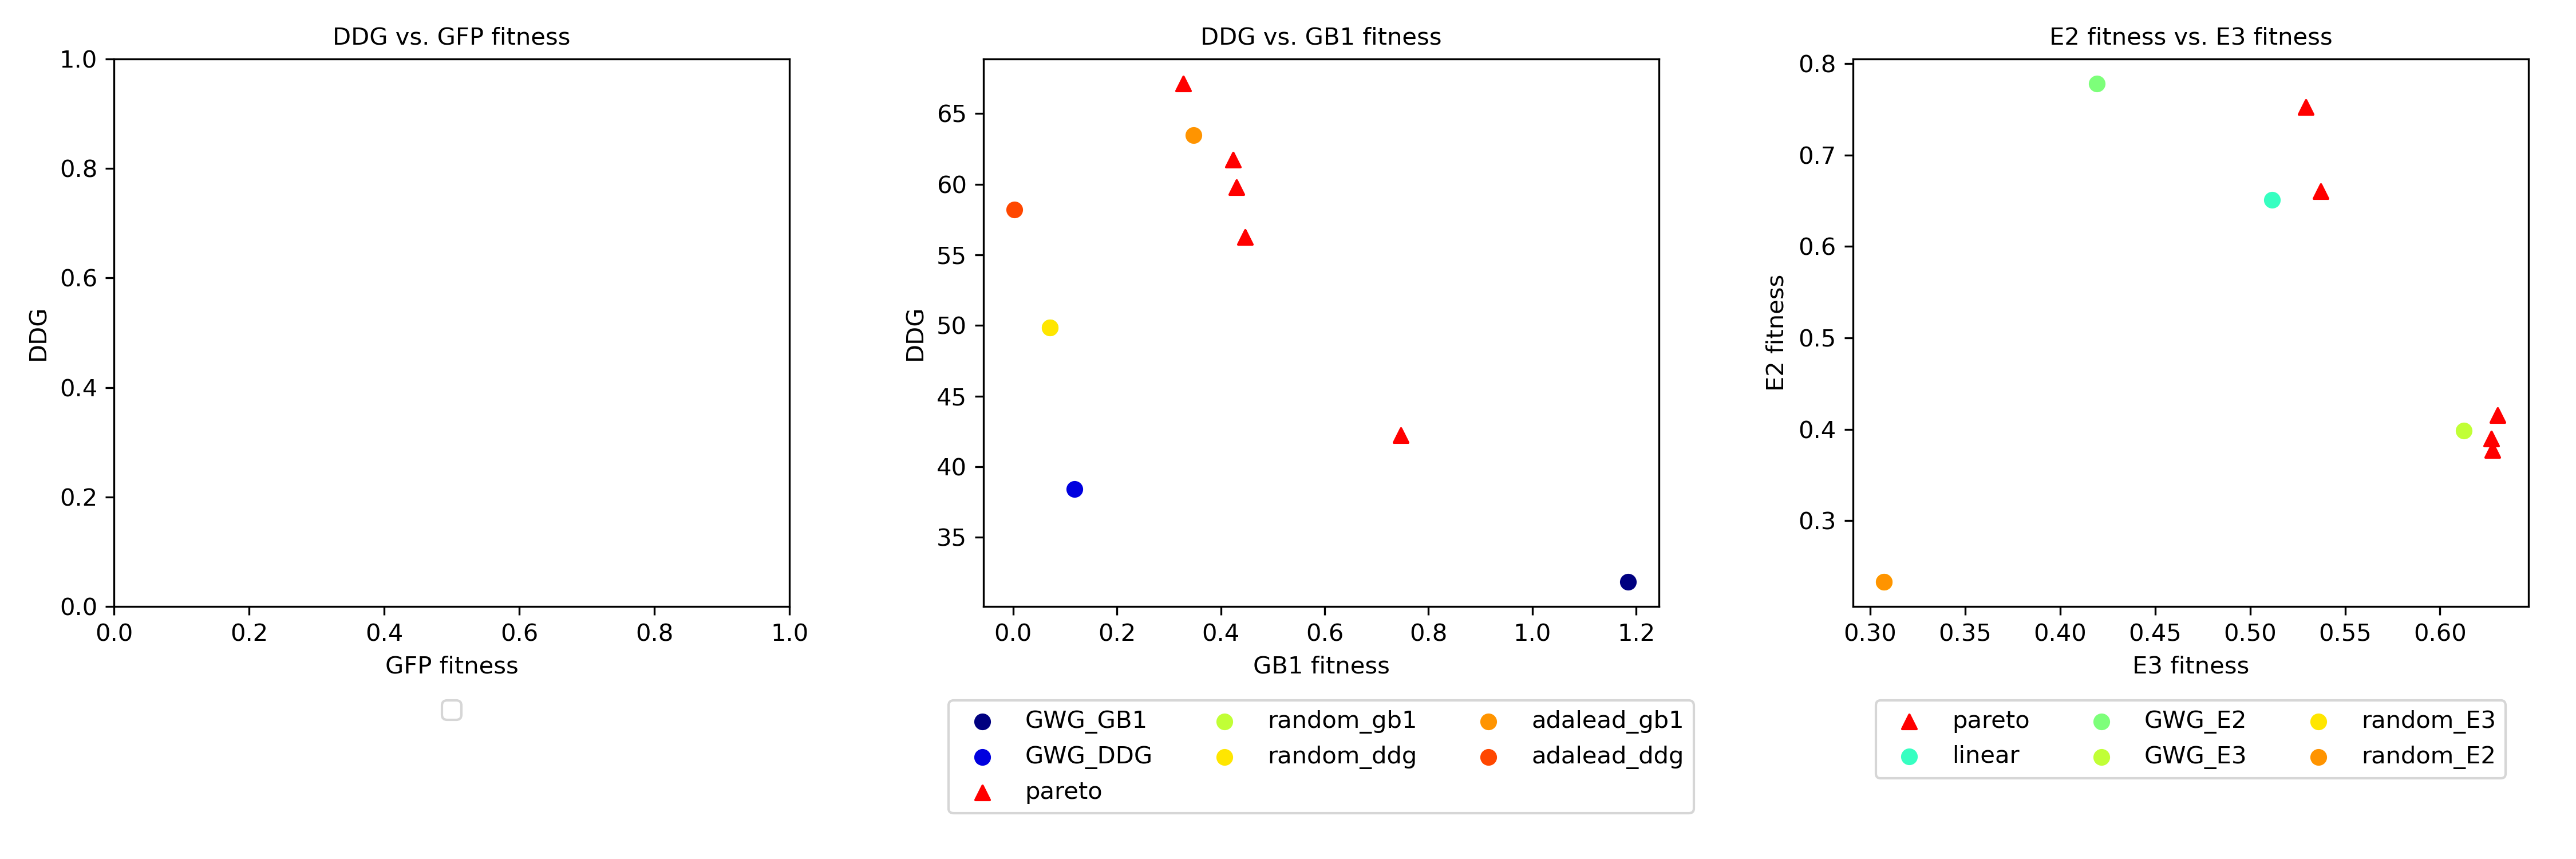 DDG vs. GFP fitness
1.0
0.8
0.6
0.4
0.2
0.0
DDG
0.0 0.2 0.4 0.6 0.8 1.0
GFP fitness
DDG vs. GB1 fitness
65
60
55
50
45
40
35
DDG
0.0 0.2 0.4 0.6 0.8 1.0 1.2
GB1 fitness
GWG_GB1 random_gb1 adalead_gb1
GWG_DDG random_ddg adalead_ddg
pareto
E2 fitness vs. E3 fitness
0.8
0.7
0.6
0.5
0.4
0.3
E2 fitness
0.30 0.35 0.40 0.45 0.50 0.55 0.60
E3 fitness
pareto GWG_E2 random_E3
linear GWG_E3 random_E2